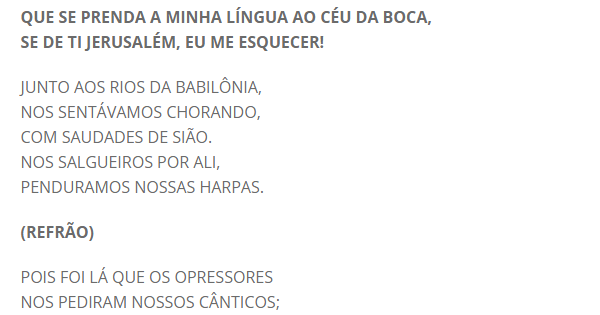 QUE SE PRENDA A MINHA LÍNGUA AO CÉU DA BOCA,
SE DE TI JERUSALÉM, EU ME ESQUECER!
JUNTO AOS RIOS DA BABILÔNIA,
NOS SENTÁVAMOS CHORANDO,
COM SAUDADES DE SIÃO.
NOS SALGUEIROS POR ALI,
PENDURAMOS NOSSAS HARPAS.
(REFRÃO)
POIS FOI LÁ QUE OS OPRESSORES
NOS PEDIRAM NOSSOS CÂNTICOS;